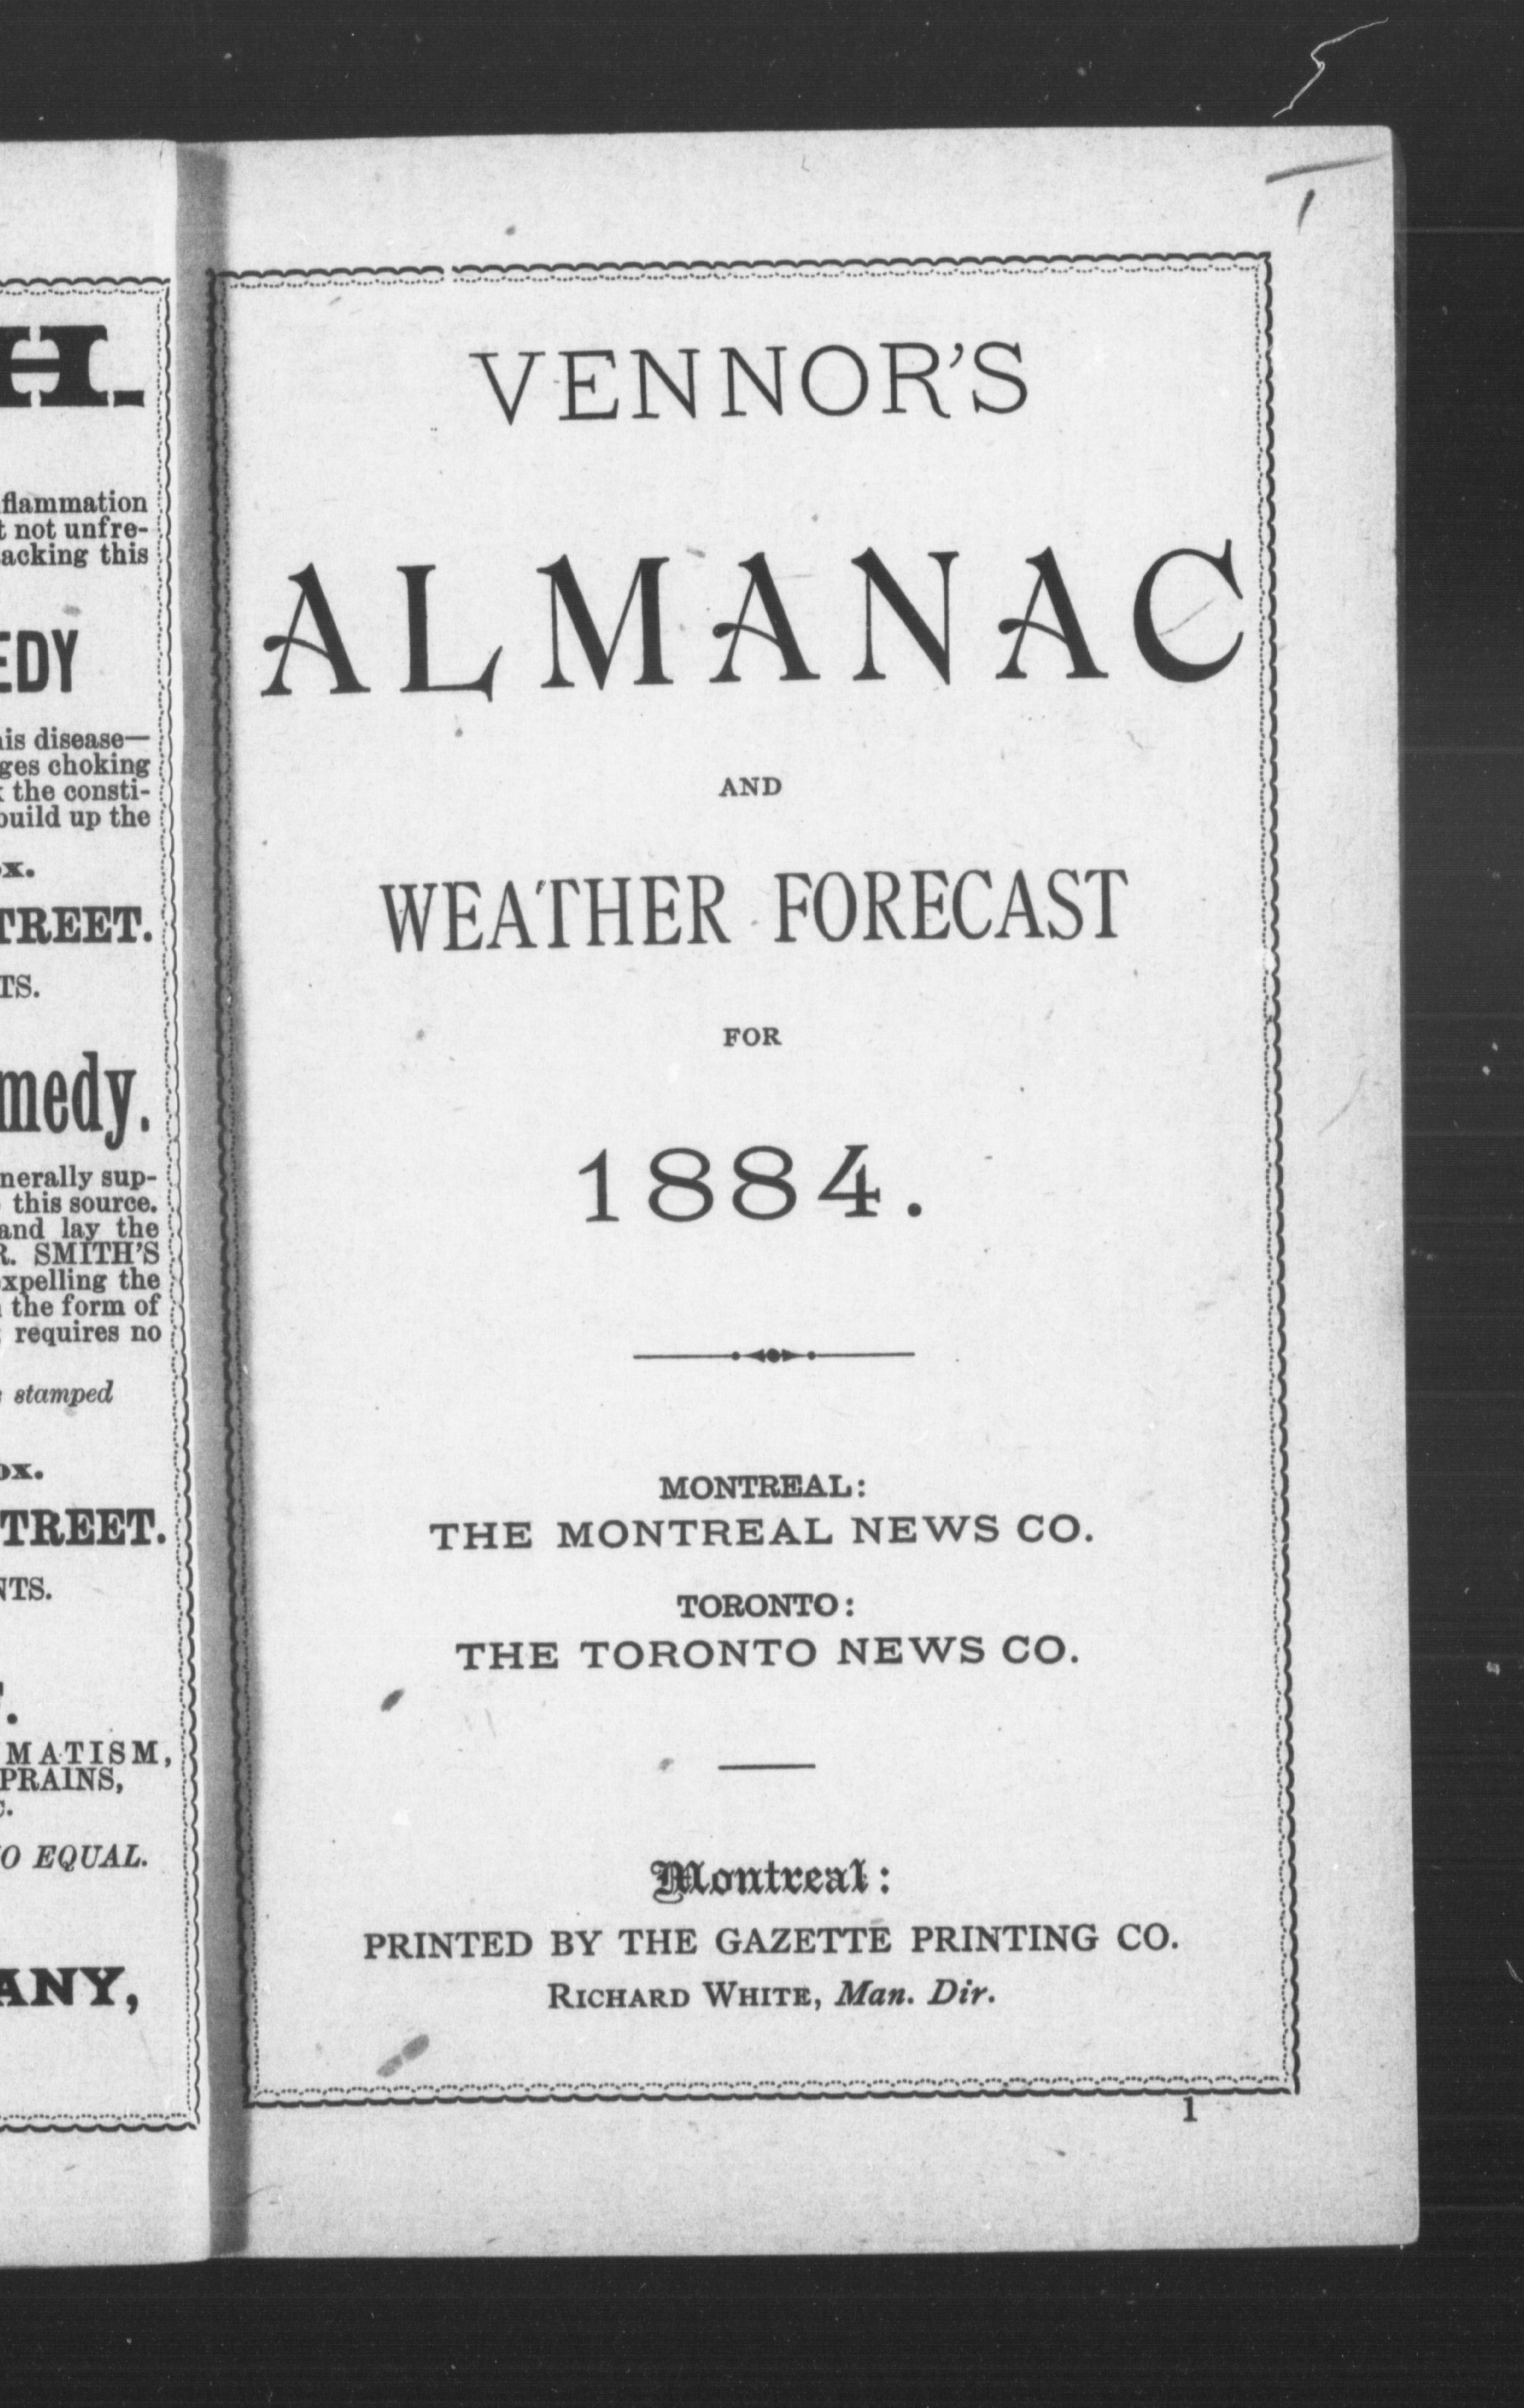 H.
flammation
t not unfre-
acking this
EDY
is disease—
ges choking
the consti-
build up the
x.
TREET.
TS.
medy.
nerally sup-
this source.
and lay the
R. SMITH'S
expelling the
the form of
requires no
stamped
ox.
TREET.
NTS.
MATISM,
PRAINS,
O EQUAL.
ANY,
VENNOR'S
ALMANAC
AND
WEATHER FORECAST
FOR
1884.
MONTREAL:
THE MONTREAL NEWS CO.
TORONTO:
THE TORONTO NEWS CO.
Montreal:
PRINTED BY THE GAZETTE PRINTING CO.
RICHARD WHITE, Man. Dir.
1